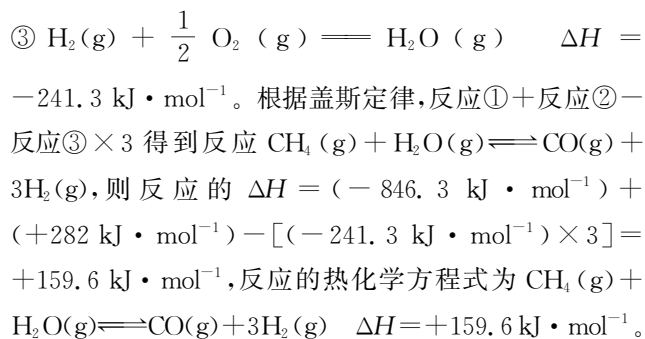 ③ H₂(g) + 1/2 O₂ (g)══H₂O (g)  ΔH =
−241.3 kJ·mol⁻¹。根据盖斯定律,反应①+反应②−
反应③×3 得到反应 CH₄(g)+H₂O(g)⇌CO(g)+
3H₂(g),则反应的 ΔH = (−846.3 kJ·mol⁻¹)+
(+282 kJ·mol⁻¹)−[(−241.3 kJ·mol⁻¹)×3]=
+159.6 kJ·mol⁻¹,反应的热化学方程式为 CH₄(g)+
H₂O(g)⇌CO(g)+3H₂(g)  ΔH=+159.6 kJ·mol⁻¹。